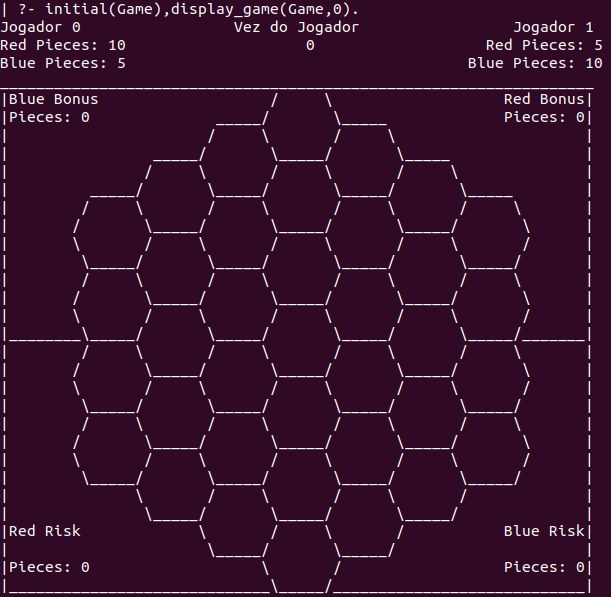 | ?- initial(Game),display_game(Game,0).
Jogador 0 Vez do Jogador Jogador 1
Red Pieces: 10 0 Red Pieces: 5
Blue Pieces: 5 Blue Pieces: 10
Blue Bonus Red Bonus
Pieces: 0 Pieces: 0
Red Risk Blue Risk
Pieces: 0 Pieces: 0